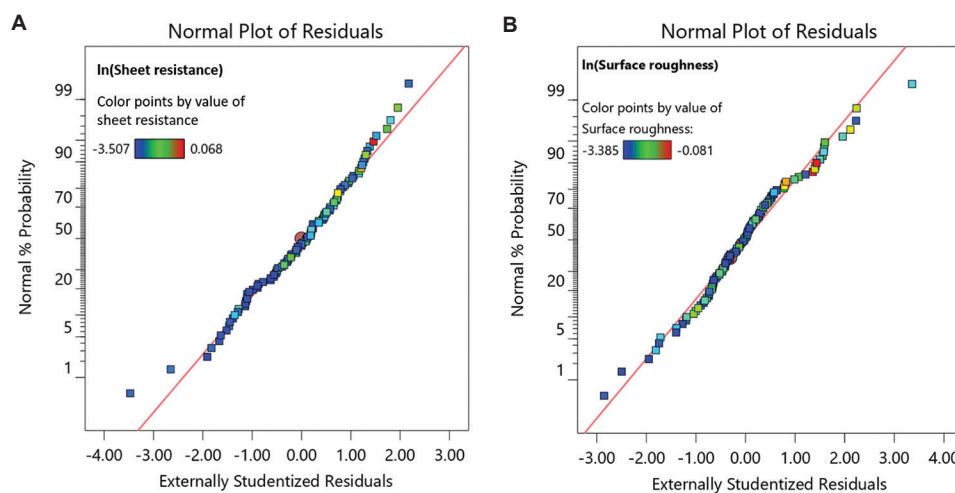 A
Normal Plot of Residuals
ln(Sheet resistance)
Color points by value of
sheet resistance
-3.507
0.068
Normal % Probability
99
90
70
50
20
5
1
-4.00
-3.00
-2.00
-1.00
0.00
1.00
2.00
3.00
Externally Studentized Residuals
B
Normal Plot of Residuals
ln(Surface roughness)
Color points by value of
Surface roughness:
-3.385
-0.081
Normal % Probability
99
90
70
50
20
5
1
-3.00
-2.00
-1.00
0.00
1.00
2.00
3.00
4.00
Externally Studentized Residuals